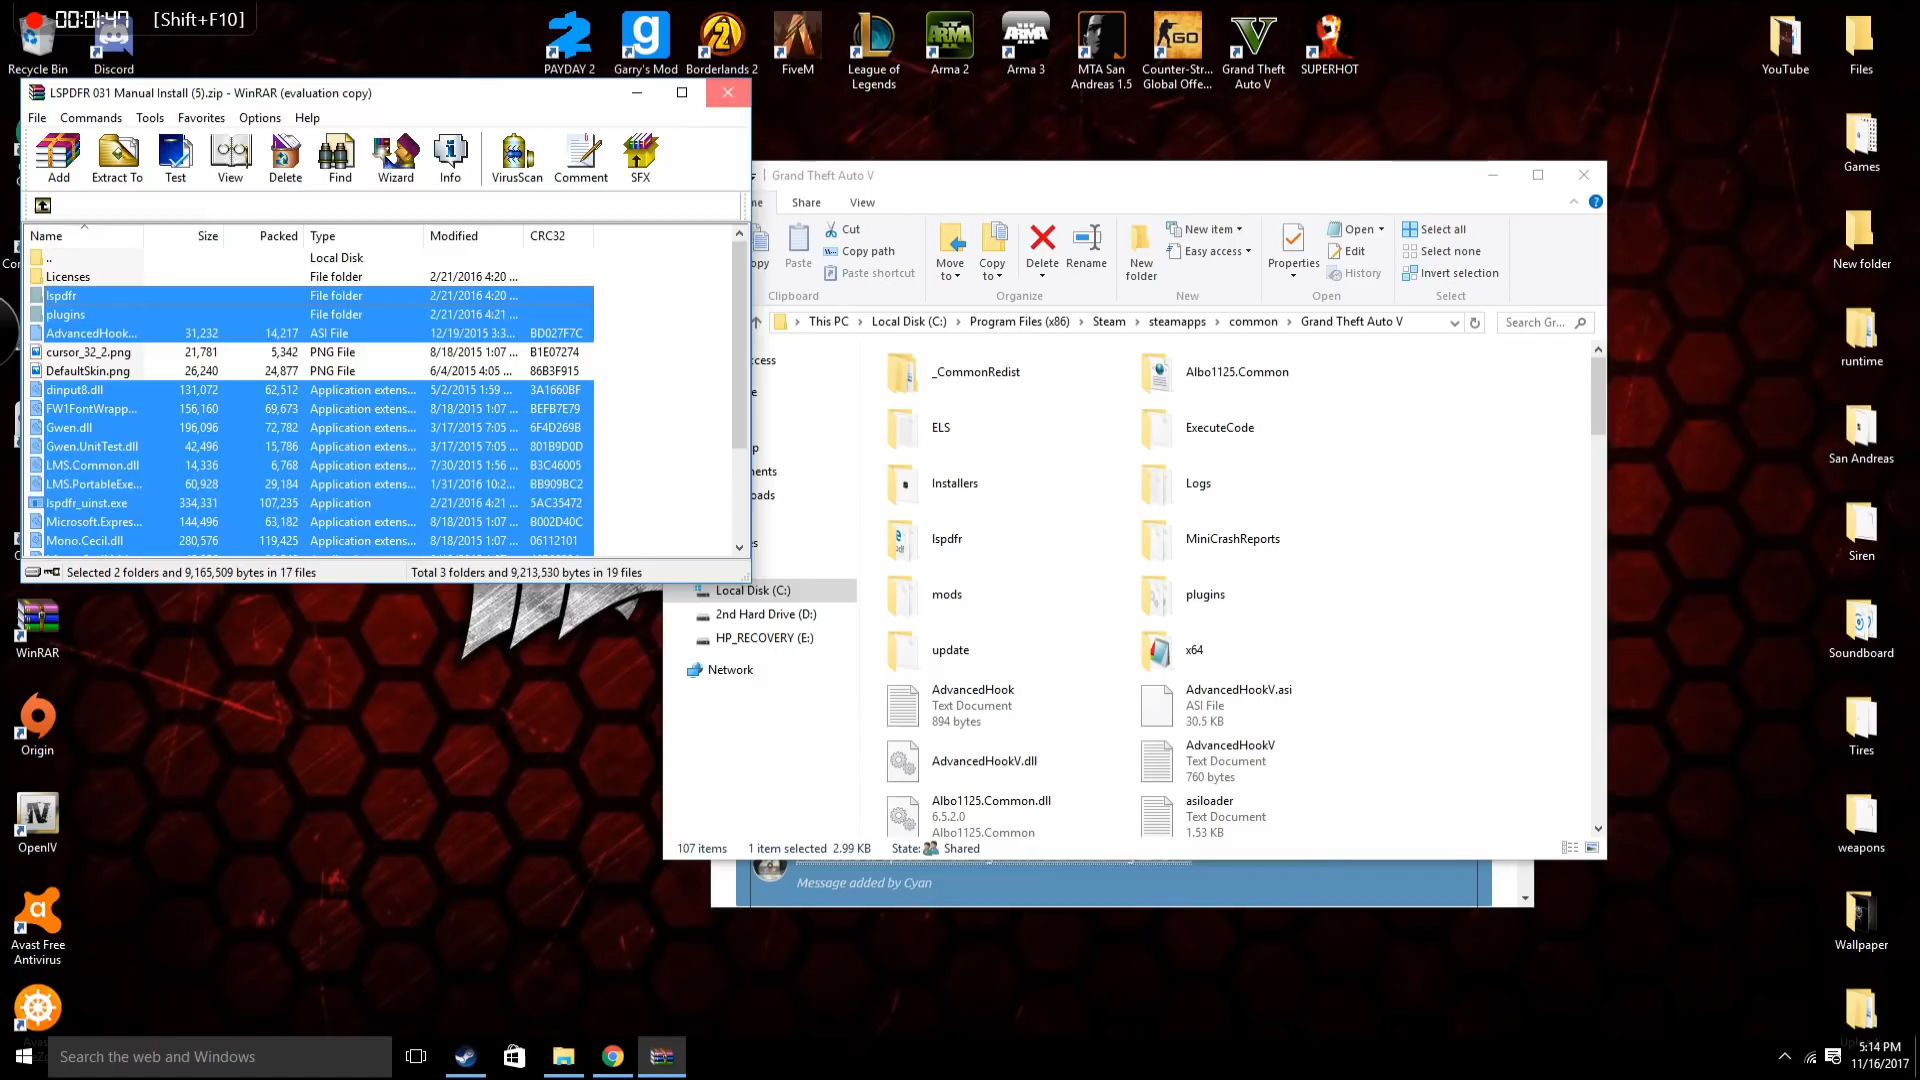 00:01:47 [Shift+F10]
Recycle Bin
Discord
PAYDAY 2
Garry's Mod
Borderlands 2
FiveM
League of Legends
Arma 2
Arma 3
MTA San Andreas 1.5
Counter-Str... Global Offe...
Grand Theft Auto V
SUPERHOT
YouTube
Files
LSPDFR 031 Manual Install (5).zip - WinRAR (evaluation copy)
File Commands Tools Favorites Options Help
Add Extract To Test View Delete Find Wizard Info VirusScan Comment SFX
Name Size Packed Type Modified CRC32
.. Local Disk
Licenses File folder 2/21/2016 4:20 ...
lspdfr File folder 2/21/2016 4:20 ...
plugins File folder 2/21/2016 4:21 ...
AdvancedHook... 31,232 14,217 ASI File 12/19/2015 3:3... BD027F7C
cursor_32_2.png 21,781 5,342 PNG File 8/18/2015 1:07 ... B1E07274
DefaultSkin.png 26,240 24,877 PNG File 6/4/2015 4:05 ... 86B3F915
dinput8.dll 131,072 62,512 Application extens... 5/2/2015 1:59 ... 3A1660BF
FW1FontWrapp... 156,160 69,673 Application extens... 8/18/2015 1:07 ... BEFB7E79
Gwen.dll 196,096 72,782 Application extens... 3/17/2015 7:05 ... 6F4D269B
Gwen.UnitTest.dll 42,496 15,786 Application extens... 3/17/2015 7:05 ... 801B9D0D
LMS.Common.dll 14,336 6,768 Application extens... 7/30/2015 1:56 ... B3C46005
LMS.PortableExe... 60,928 29,184 Application extens... 1/31/2016 10:2... BB909BC2
lspdfr_uinst.exe 334,331 107,235 Application 2/21/2016 4:21 ... 5AC35472
Microsoft.Expres... 144,496 63,182 Application extens... 8/18/2015 1:07 ... B002D40C
Mono.Cecil.dll 280,576 119,425 Application extens... 8/18/2015 1:07 ... 06112101
Selected 2 folders and 9,165,509 bytes in 17 files
Total 3 folders and 9,213,530 bytes in 19 files
Grand Theft Auto V
me Share View
opy
Paste
Cut
Copy path
Paste shortcut
Clipboard
Move to
Copy to
Delete
Rename
Organize
New folder
New item
Easy access
New
Properties
Open
Edit
History
Open
Select all
Select none
Invert selection
Select
This PC Local Disk (C:) Program Files (x86) Steam steamapps common Grand Theft Auto V
Search Gr...
cess
e
p
ments
oads
es
Local Disk (C:)
2nd Hard Drive (D:)
HP_RECOVERY (E:)
Network
_CommonRedist
Albo1125.Common
ELS
ExecuteCode
Installers
Logs
lspdfr
MiniCrashReports
mods
plugins
update
x64
AdvancedHook
Text Document
894 bytes
AdvancedHookV.asi
ASI File
30.5 KB
AdvancedHookV.dll
AdvancedHookV
Text Document
760 bytes
Albo1125.Common.dll
6.5.2.0
Albo1125.Common
asiloader
Text Document
1.53 KB
107 items 1 item selected 2.99 KB State: Shared
Message added by Cyan
WinRAR
Origin
OpenIV
Avast Free Antivirus
Games
New folder
runtime
San Andreas
Siren
Soundboard
Tires
weapons
Wallpaper
Search the web and Windows
5:14 PM
11/16/2017